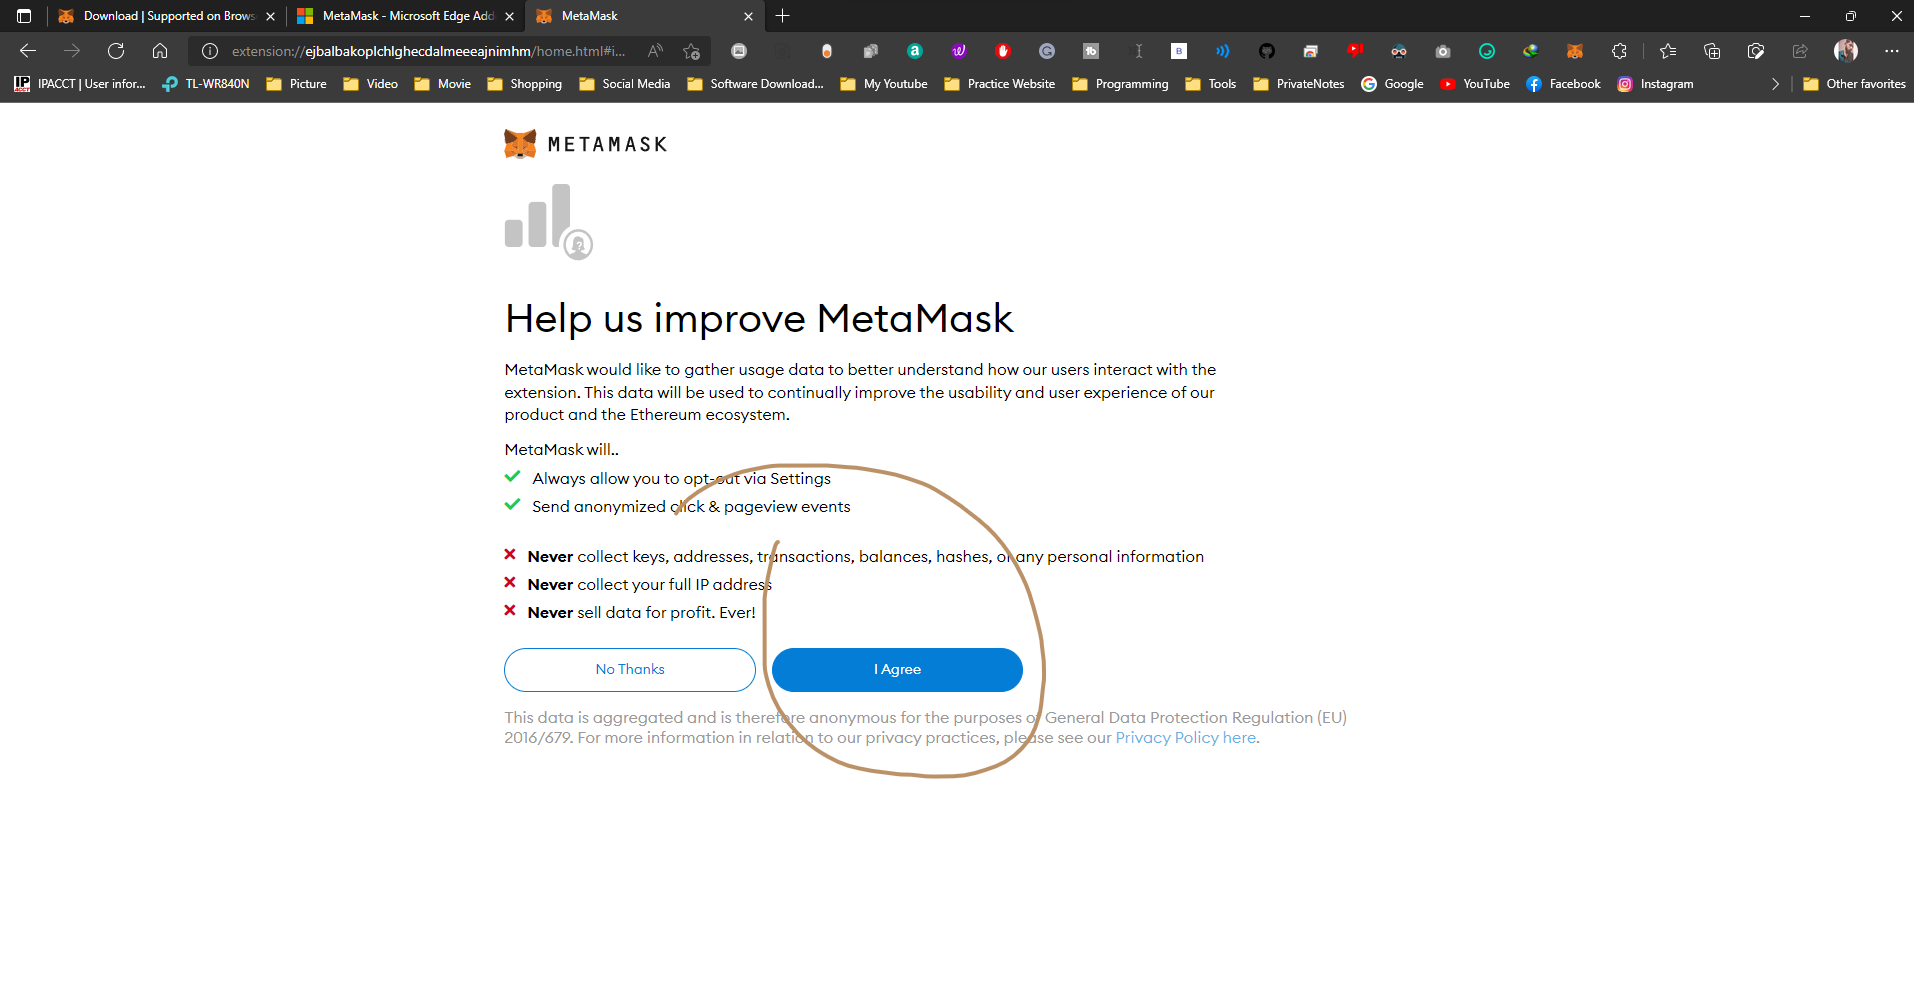 Download | Supported on Brows
MetaMask - Microsoft Edge Add
MetaMask
extension://ejbalbakoplchlghecdalmeeeajnimhm/home.html#i...
IPACCT | User infor...
TL-WR840N
Picture
Video
Movie
Shopping
Social Media
Software Download...
My Youtube
Practice Website
Programming
Tools
PrivateNotes
Google
YouTube
Facebook
Instagram
Other favorites
METAMASK
Help us improve MetaMask
MetaMask would like to gather usage data to better understand how our users interact with the
extension. This data will be used to continually improve the usability and user experience of our
product and the Ethereum ecosystem.
MetaMask will..
Always allow you to opt-out via Settings
Send anonymized click & pageview events
Never collect keys, addresses, transactions, balances, hashes, or any personal information
Never collect your full IP address
Never sell data for profit. Ever!
No Thanks
I Agree
This data is aggregated and is therefore anonymous for the purposes of General Data Protection Regulation (EU)
2016/679. For more information in relation to our privacy practices, please see our Privacy Policy here.